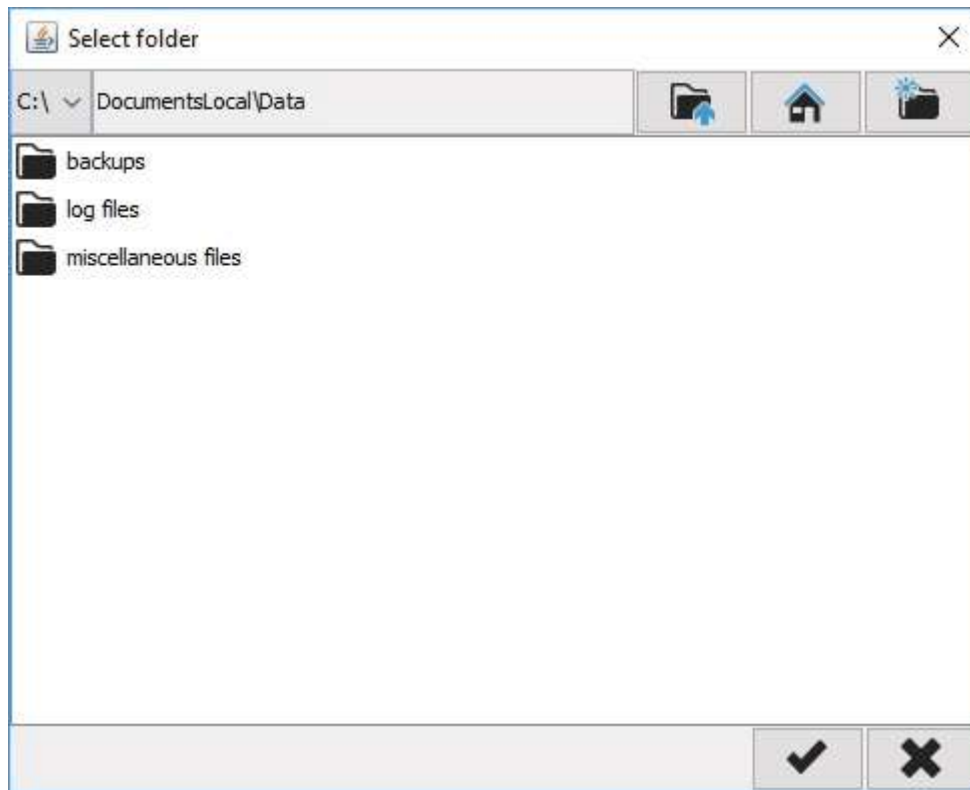 Select folder
C:\ DocumentsLocal\Data
backups
log files
miscellaneous files